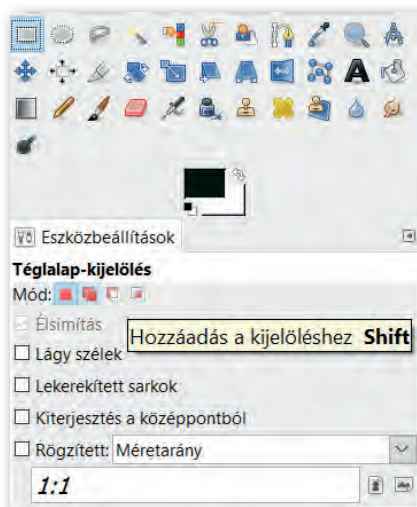 Eszközbeállítások
Téglalap-kijelölés
Mód:
Élsimítás
Hozzáadás a kijelöléshez Shift
Lágy szélek
Lekerekített sarkok
Kiterjesztés a középpontból
Rögzített: Méretarány
1:1